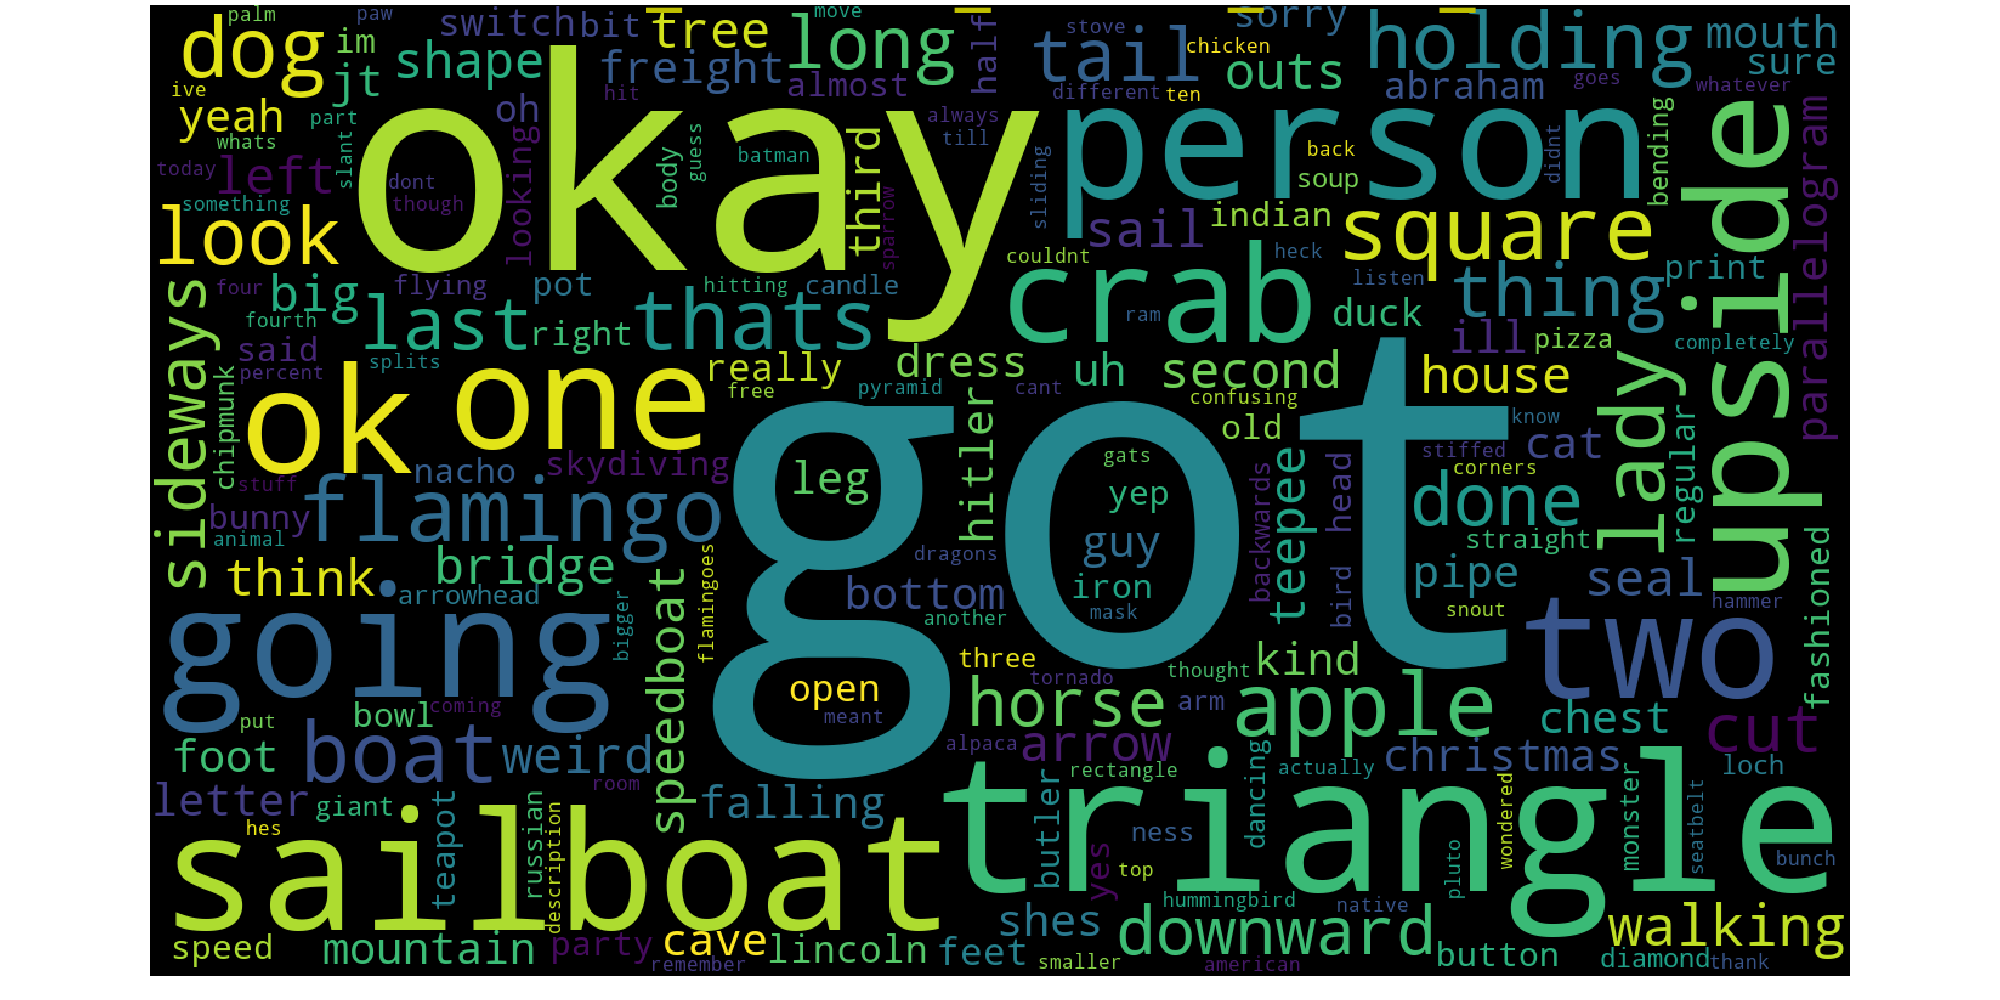 palm
paw
switch
bit
tree
long
move
half
tail
stove
sorry
chicken
holding
mouth
dog
im
jt
shape
freight
almost
different
ten
outs
abraham
goes
sure
whatever
ive
yeah
whats
part
oh
hit
okay
always
till
person
back
soup
didnt
bending
upside
today
left
slant
dont
though
looking
body
guess
batman
third
sparrow
sliding
something
look
sail
indian
square
parallelogram
couldnt
heck
listen
thing
print
sideways
four
big
fourth
flying
pot
hitting
candle
last
right
thats
crab
ram
duck
ill
pizza
completely
said
percent
splits
really
free
dress
pyramid
cant
uh
second
confusing
house
lady
regular
chipmunk
ok
one
hitler
old
know
stiffed
cat
corners
stuff
nacho
skydiving
leg
got
gats
yep
guy
backwards
teepee
head
bird
done
straight
bunny
animal
flamingo
bridge
dragons
iron
mask
pipe
seal
hammer
fashioned
think
arrowhead
bigger
speedboat
flamingoes
bottom
another
snout
two
going
open
meant
three
tornado
thought
kind
put
coming
bowl
horse
arm
apple
chest
cut
foot
boat
weird
room
alpaca
arrow
rectangle
dancing
actually
christmas
loch
letter
giant
teapot
russian
description
falling
butler
ness
triangle
wondered
monster
seatbelt
bunch
hes
sailboat
yes
top
pluto
hummingbird
native
speed
mountain
party
remember
cave
lincoln
feet
shes
smaller
downward
american
button
walking
diamond
thank